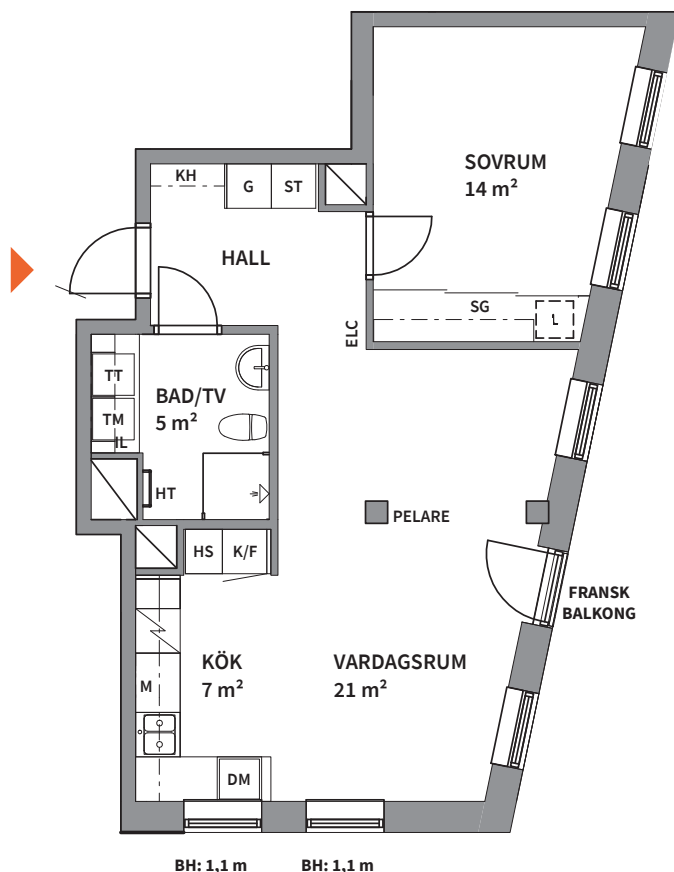 SOVRUM
14 m²
KH
G
ST
HALL
SG
L
ELC
TT
BAD/TV
5 m²
TM
IL
HT
PELARE
HS
K/F
FRANSK
BALKONG
KÖK
7 m²
VARDAGSRUM
21 m²
M
DM
BH: 1,1 m
BH: 1,1 m